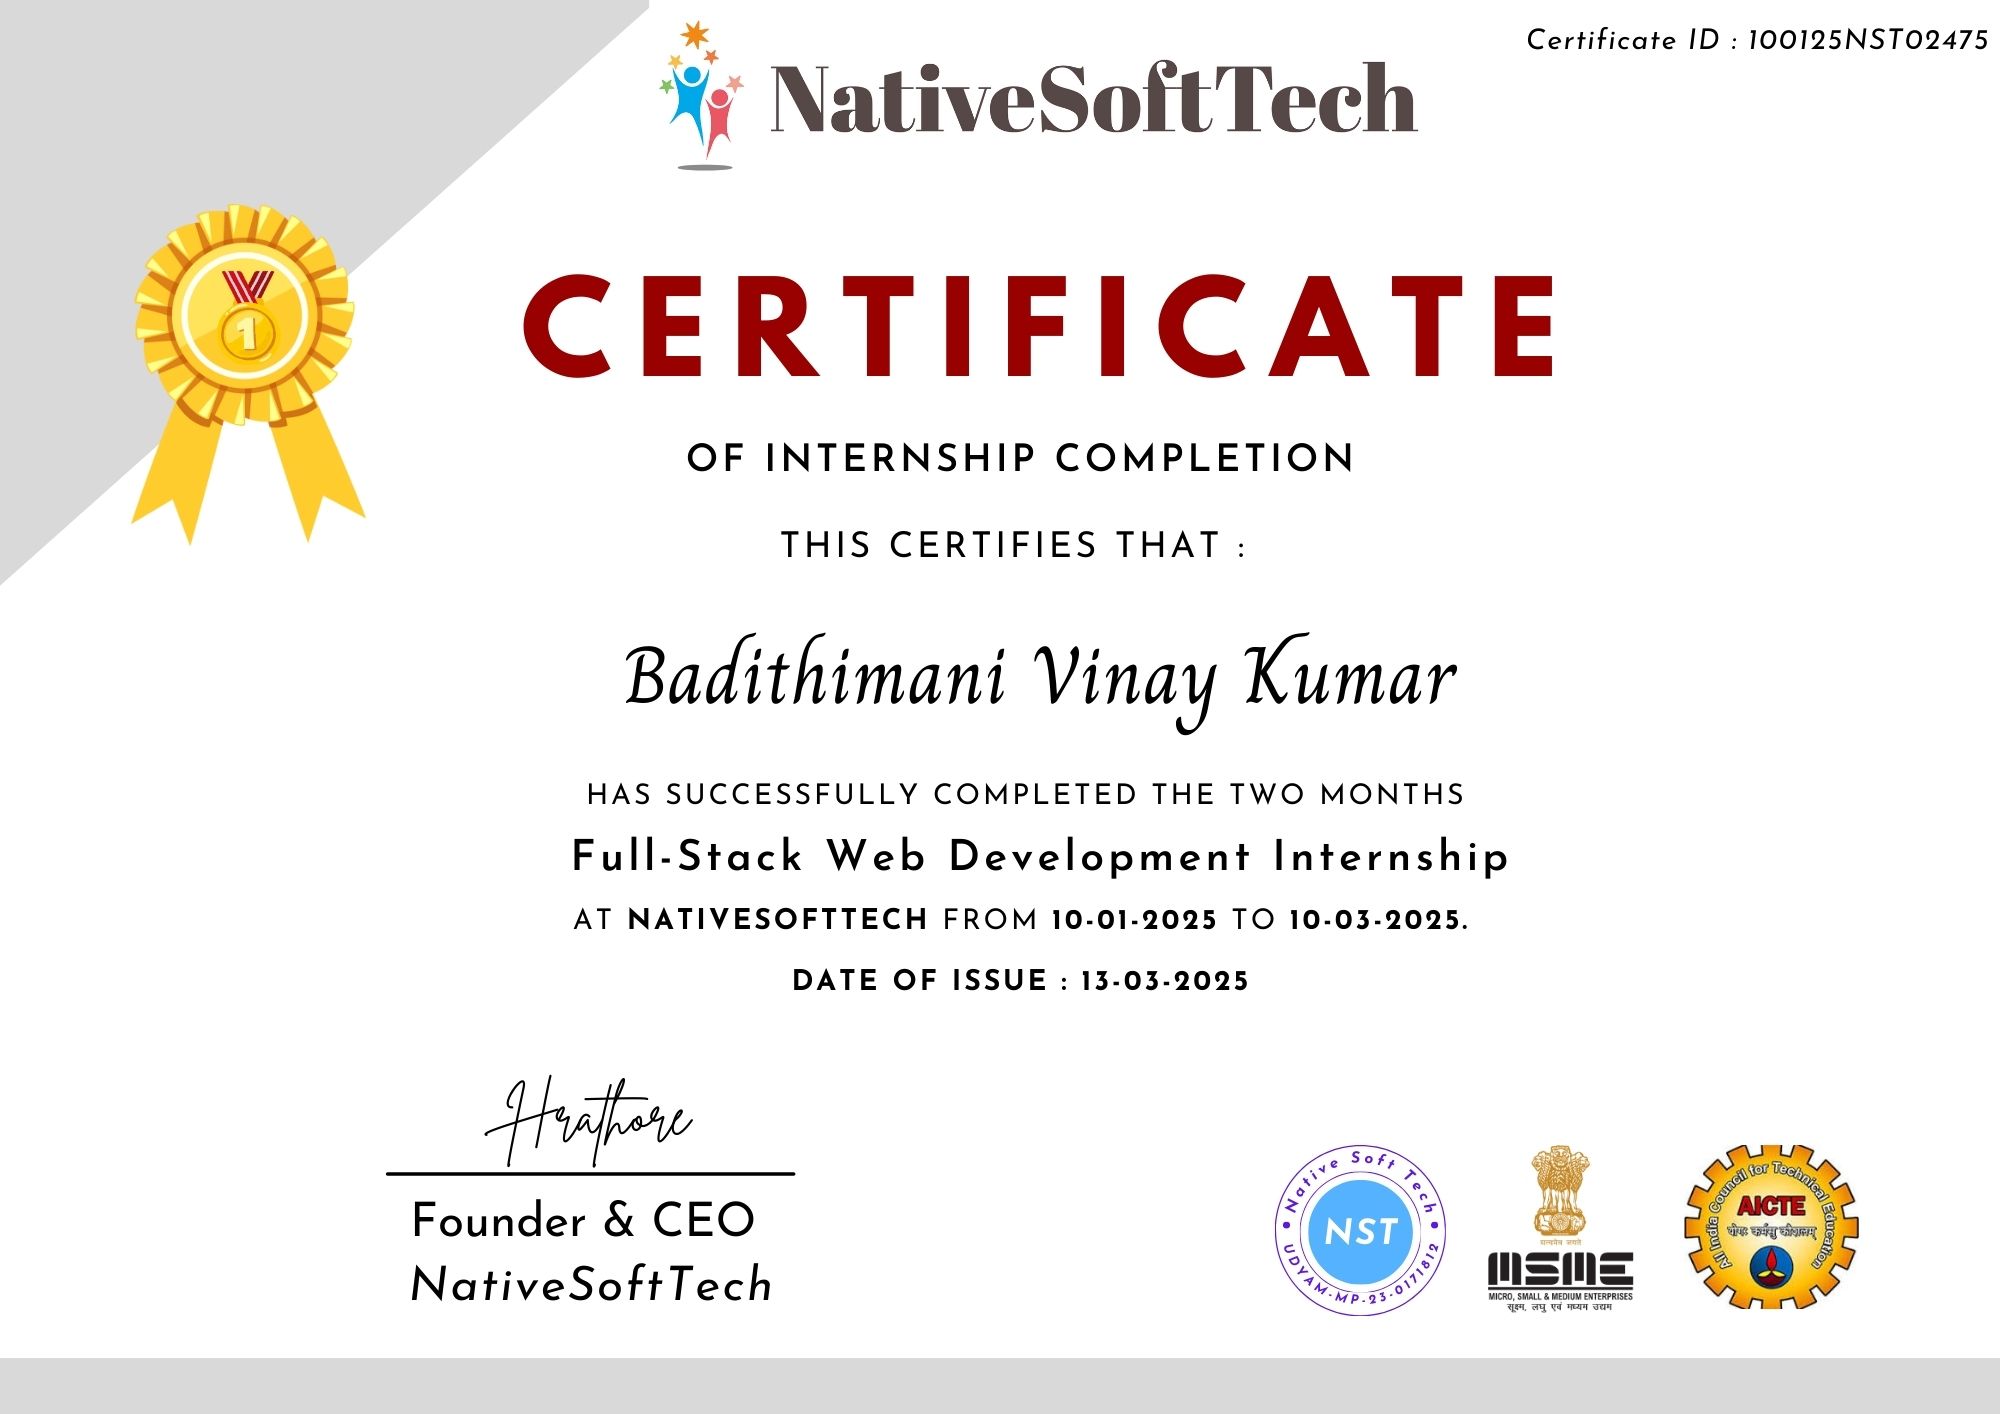 Certificate ID : 100125NST02475
NativeSoftTech
1
CERTIFICATE
OF INTERNSHIP COMPLETION
THIS CERTIFIES THAT :
Badithimani Vinay Kumar
HAS SUCCESSFULLY COMPLETED THE TWO MONTHS
Full-Stack Web Development Internship
AT NATIVESOFTTECH FROM 10-01-2025 TO 10-03-2025.
DATE OF ISSUE : 13-03-2025
Hrathore
Founder & CEO
NativeSoftTech
Native Soft Tech
NST
UDYAM-MP-23-0171812
सत्यमेव जयते
MSME
MICRO, SMALL & MEDIUM ENTERPRISES
सूक्ष्म, लघु एवं मध्यम उद्यम
All India Council for Technical Education
AICTE
योगः कर्मसु कौशलम्